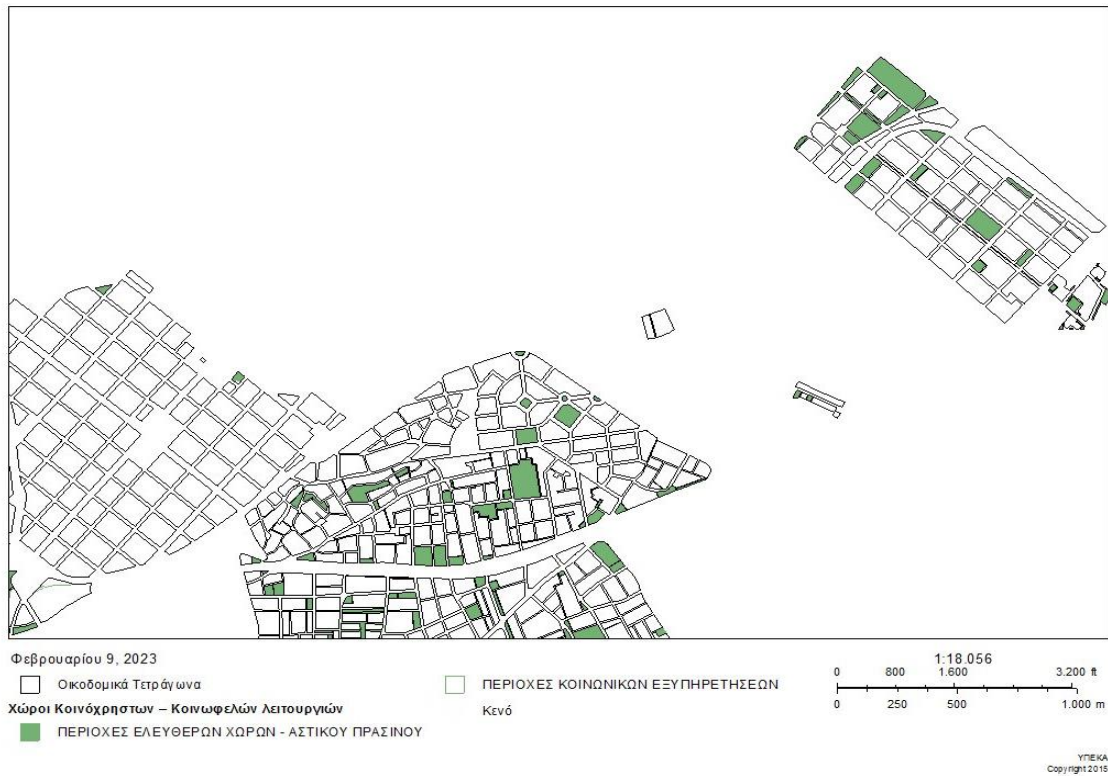 Φεβρουαρίου 9, 2023
Οικοδομικά Τετράγωνα
Χώροι Κοινόχρηστων – Κοινωφελών Λειτουργιών
ΠΕΡΙΟΧΕΣ ΕΛΕΥΘΕΡΩΝ ΧΩΡΩΝ - ΑΣΤΙΚΟΥ ΠΡΑΣΙΝΟΥ
ΠΕΡΙΟΧΕΣ ΚΟΙΝΩΝΙΚΩΝ ΕΞΥΠΗΡΕΤΗΣΕΩΝ
Κενό
1:18.056
0 800 1.600 3.200 ft
0 250 500 1.000 m
ΥΠΕΚΑ
Copyright 2015